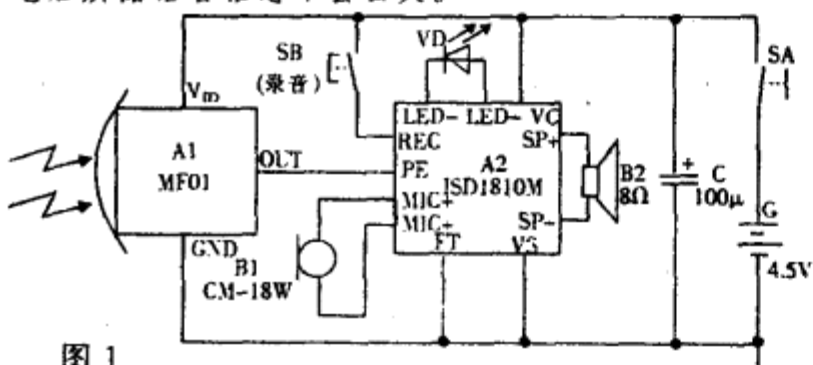 SB
(录音)
VD
SA
V_DD
LED- LED- VC
REC
SP+
A1
MF01
OUT
PE
A2
ISD1810M
B2
8Ω
+
C
100μ
MIC+
MIC+
SP-
G
GND
FT
VS
B1
CM-18W
4.5V
图 1